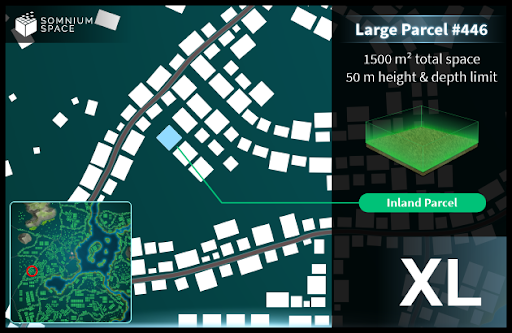 SOMNIUM
SPACE
Large Parcel #446
1500 m² total space
50 m height & depth limit
Inland Parcel
XL